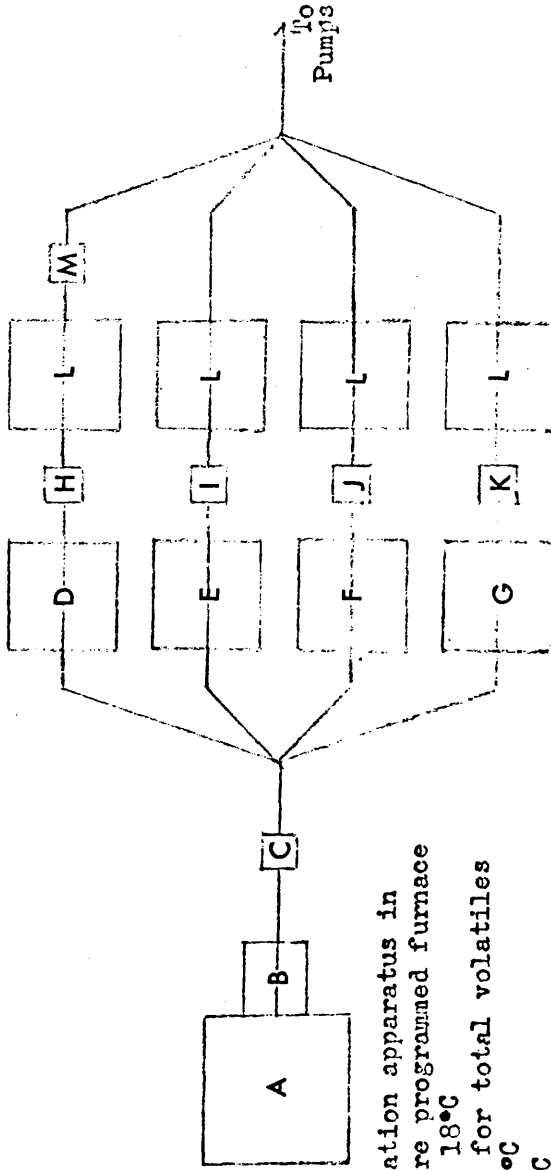 D H L M
To
Pumps
E I L
A B C
F J L
G K L
ation apparatus in
re programmed furnace
18°C
for total volatiles
°C
C